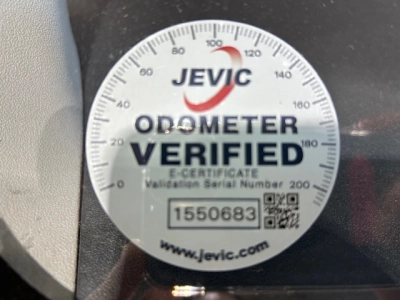 0 20 40 60 80 100 120 140 160 180 200
JEVIC
ODOMETER
VERIFIED
E-CERTIFICATE
Validation Serial Number
1550683
www.jevic.com